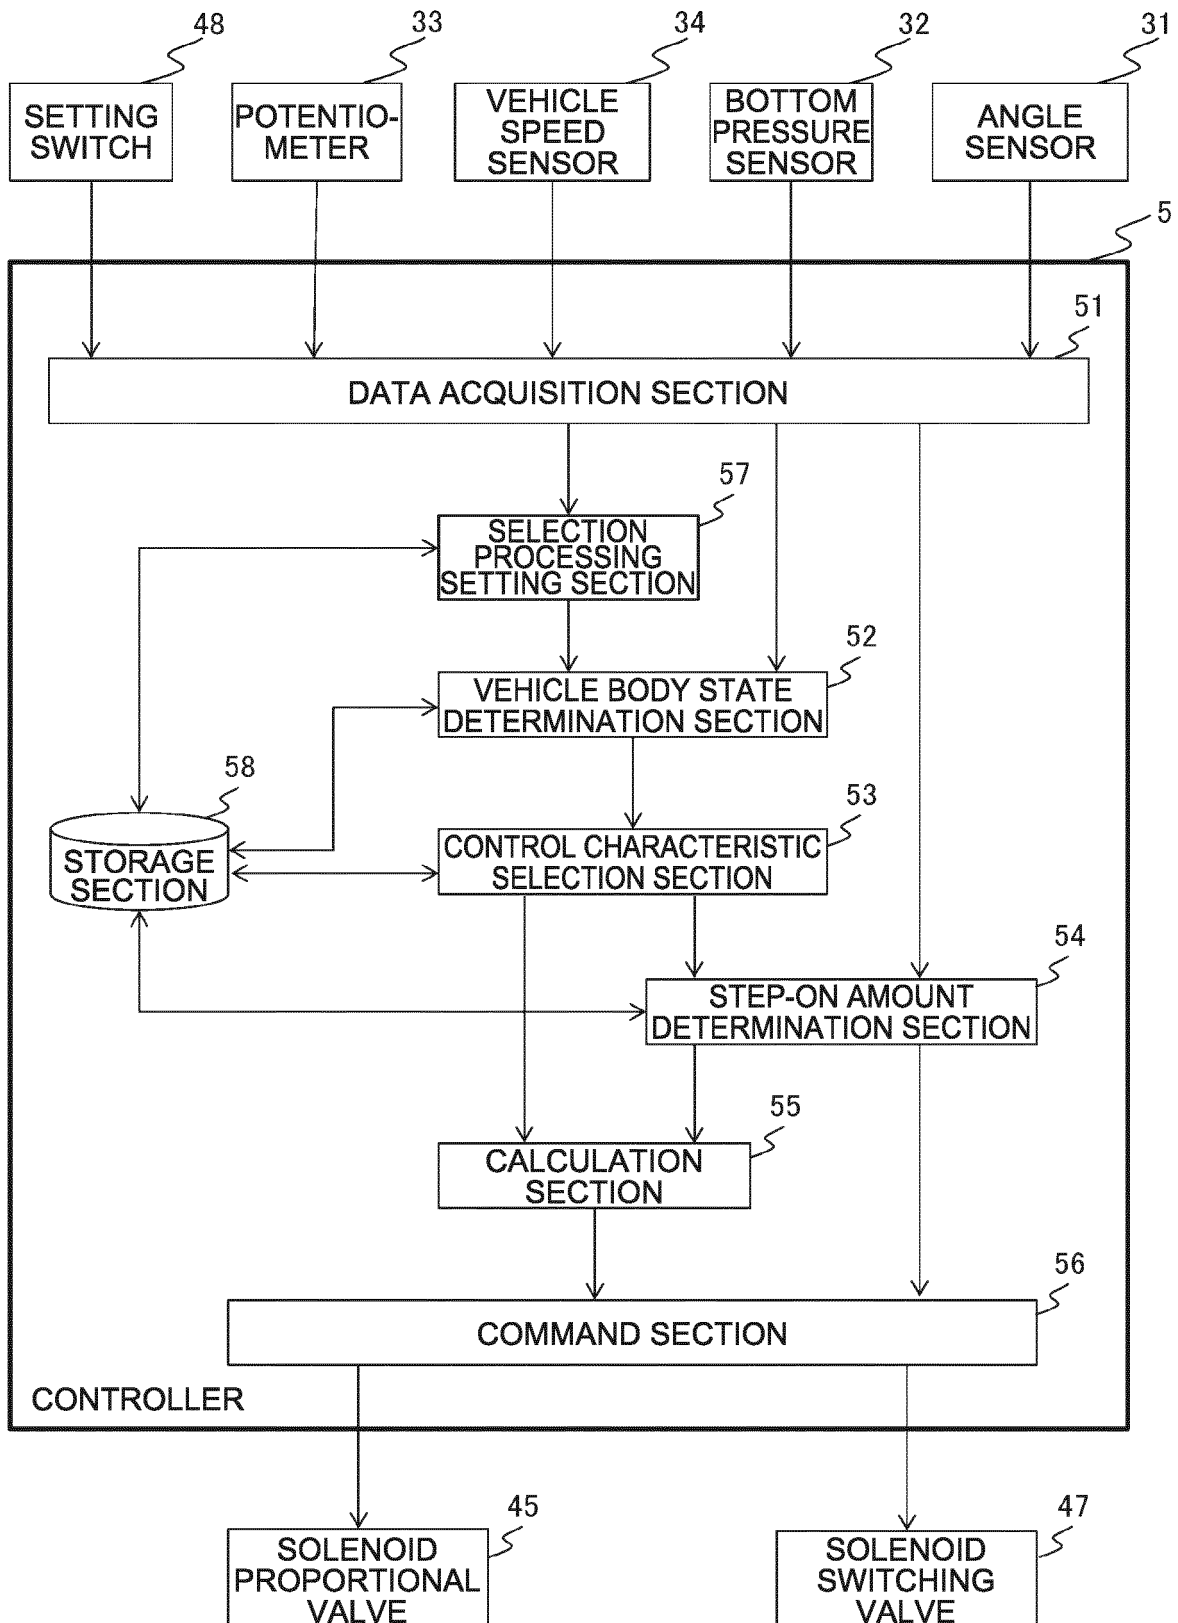 48
33
34
32
31
SETTING
SWITCH
POTENTIO-
METER
VEHICLE
SPEED
SENSOR
BOTTOM
PRESSURE
SENSOR
ANGLE
SENSOR
5
51
DATA ACQUISITION SECTION
57
SELECTION
PROCESSING
SETTING SECTION
52
VEHICLE BODY STATE
DETERMINATION SECTION
58
STORAGE
SECTION
53
CONTROL CHARACTERISTIC
SELECTION SECTION
54
STEP-ON AMOUNT
DETERMINATION SECTION
55
CALCULATION
SECTION
56
COMMAND SECTION
CONTROLLER
45
SOLENOID
PROPORTIONAL
VALVE
47
SOLENOID
SWITCHING
VALVE